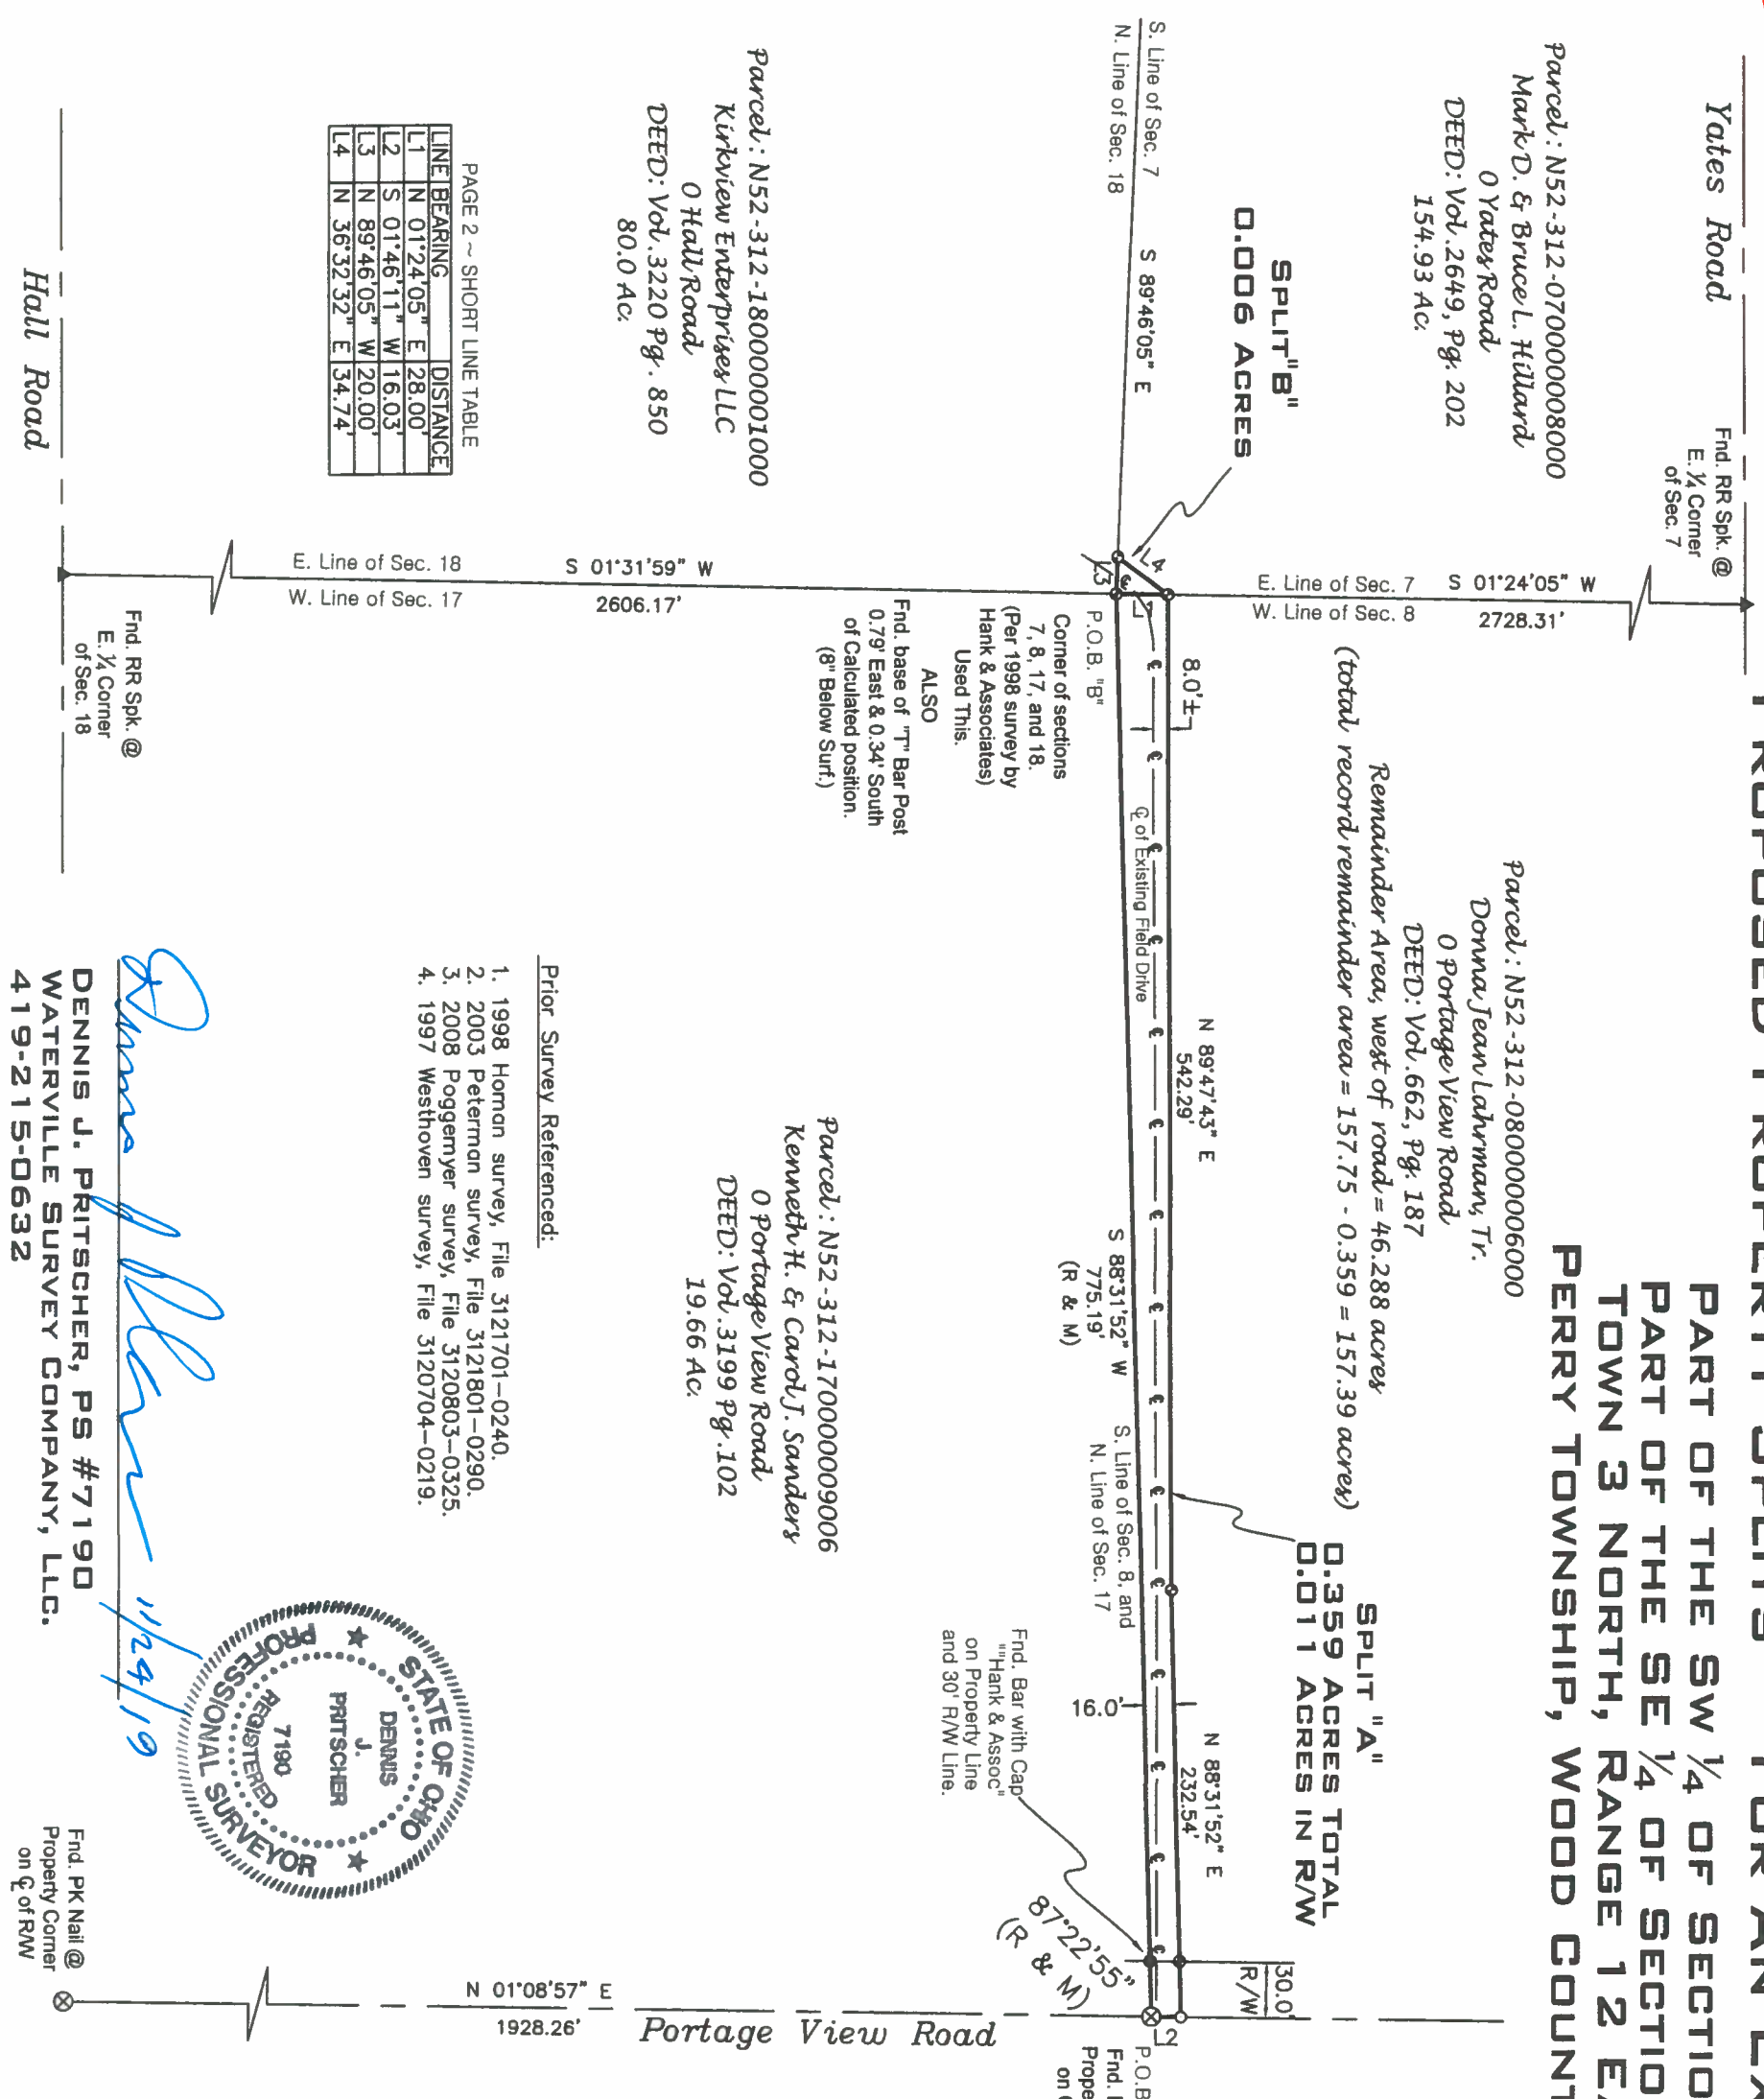 PART OF THE SW 1/4 OF SECTIO
PART OF THE SE 1/4 OF SECTIO
TOWN 3 NORTH, RANGE 12 E
PERRY TOWNSHIP, WOOD COUNT
Yates Road
Fnd. RR Spk. @
E. 1/4 Corner
of Sec. 7
Parcel: N52-312-070000008000
Mark D. & Bruce L. Hillard
0 Yates Road
DEED: Vol. 2649, Pg. 202
154.93 Ac.
Parcel: N52-312-080000006000
Donna Jean Lahrman, Tr.
0 Portage View Road
DEED: Vol. 662, Pg. 187
Remainder Area, west of road = 46.288 acres
(total record remainder area = 157.75 - 0.359 = 157.39 acres)
SPLIT "A"
0.359 ACRES TOTAL
0.011 ACRES IN R/W
SPLIT "B"
0.006 ACRES
E. Line of Sec. 7
W. Line of Sec. 8
S 01°24'05" W
2728.31'
S. Line of Sec. 7
N. Line of Sec. 18
S 89°46'05" E
L4
L3
L1
8.0'±
N 89°47'43" E
542.29'
N 88°31'52" E
232.54'
30.0'
R/W
℄ of Existing Field Drive
16.0'
L2
P.O.B. "B"
Corner of sections
7, 8, 17, and 18.
(Per 1998 survey by
Hank & Associates)
Used This.
ALSO
Fnd. base of "T" Bar Post
0.79' East & 0.34' South
of Calculated position.
(8" Below Surf.)
S 88°31'52" W
775.19'
(R & M)
S. Line of Sec. 8, and
N. Line of Sec. 17
Fnd. Bar with Cap
"Hank & Assoc"
on Property Line
and 30' R/W Line.
87°22'55"
(R & M)
P.O.B
Fnd.
Prope
on
Parcel: N52-312-180000001000
Kirkview Enterprises LLC
0 Hall Road
DEED: Vol. 3220 Pg. 850
80.0 Ac.
E. Line of Sec. 18
W. Line of Sec. 17
S 01°31'59" W
2606.17'
Parcel: N52-312-170000009006
Kenneth H. & Carol J. Sanders
0 Portage View Road
DEED: Vol. 3199 Pg. 102
19.66 Ac.
Portage View Road
N 01°08'57" E
1928.26'
PAGE 2 ~ SHORT LINE TABLE
LINE BEARING DISTANCE
L1 N 01°24'05" E 28.00'
L2 S 01°46'11" W 16.03'
L3 N 89°46'05" W 20.00'
L4 N 36°32'32" E 34.74'
Prior Survey Referenced:
1. 1998 Homan survey, File 3121701-0240.
2. 2003 Peterman survey, File 3121801-0290.
3. 2008 Poggemyer survey, File 3120803-0325.
4. 1997 Westhoven survey, File 3120704-0219.
Hall Road
Fnd. RR Spk. @
E. 1/4 Corner
of Sec. 18
11/24/19
DENNIS J. PRITSCHER, PS #7190
WATERVILLE SURVEY COMPANY, LLC.
419-215-0632
STATE OF OHIO
DENNIS
J.
PRITSCHER
7190
REGISTERED
PROFESSIONAL SURVEYOR
Fnd. PK Nail @
Property Corner
on ℄ of R/W